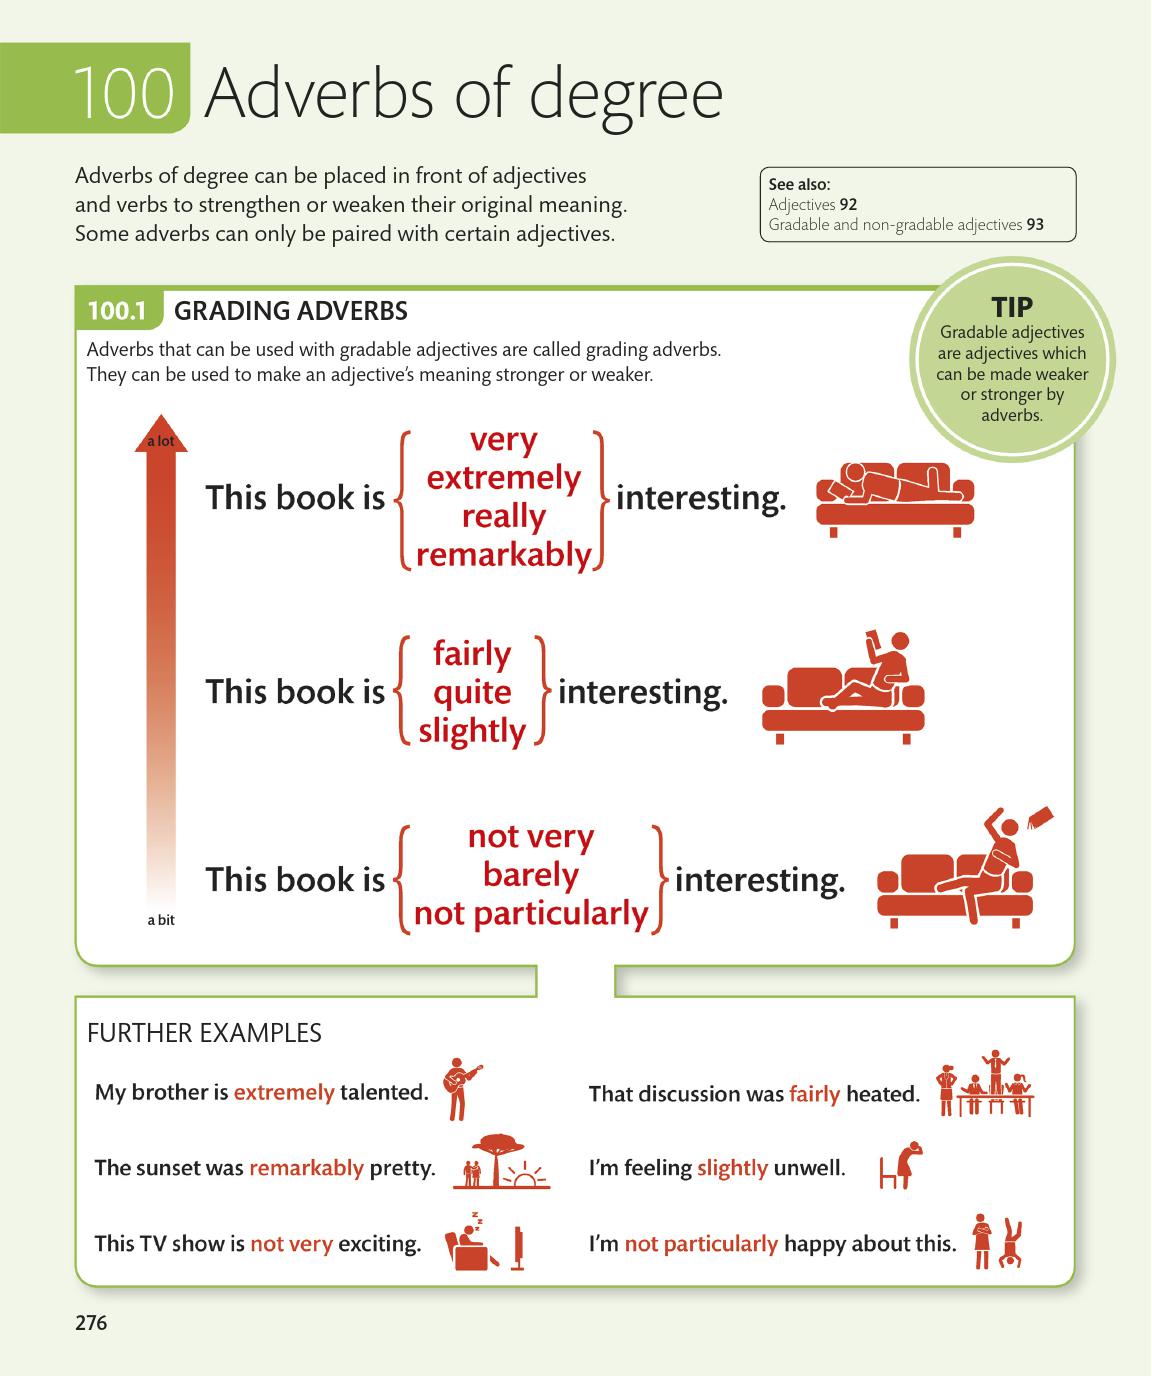 100 Adverbs of degree
Adverbs of degree can be placed in front of adjectives
and verbs to strengthen or weaken their original meaning.
Some adverbs can only be paired with certain adjectives.
See also:
Adjectives 92
Gradable and non-gradable adjectives 93
100.1 GRADING ADVERBS
Adverbs that can be used with gradable adjectives are called grading adverbs.
They can be used to make an adjective's meaning stronger or weaker.
TIP
Gradable adjectives
are adjectives which
can be made weaker
or stronger by
adverbs.
a lot
This book is
very
extremely
really
remarkably
interesting.
This book is
fairly
quite
slightly
interesting.
This book is
not very
barely
not particularly
interesting.
a bit
FURTHER EXAMPLES
My brother is extremely talented.
The sunset was remarkably pretty.
This TV show is not very exciting.
z
z
z
That discussion was fairly heated.
I'm feeling slightly unwell.
I'm not particularly happy about this.
276